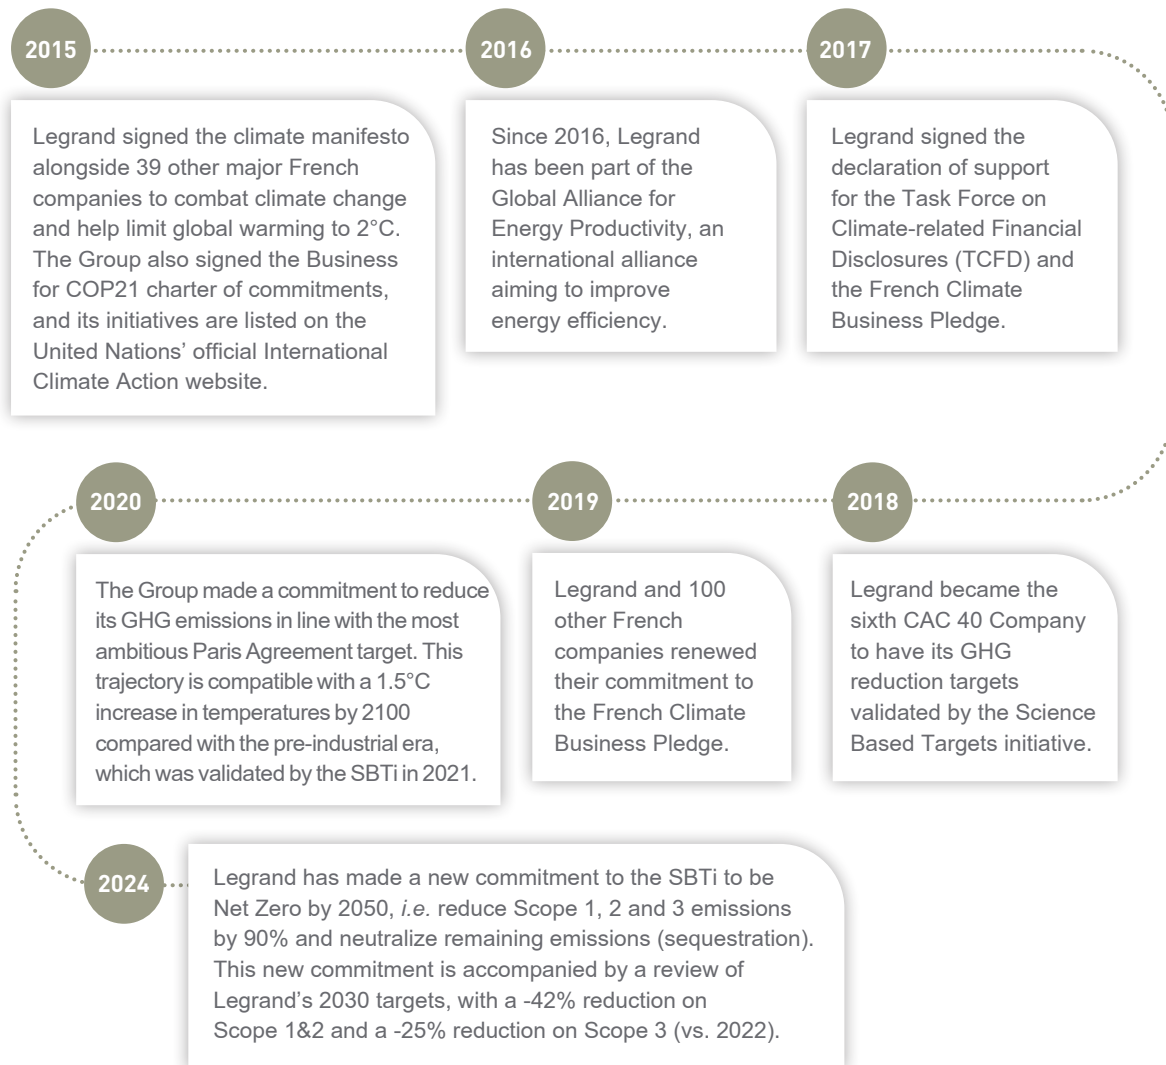 2015
Legrand signed the climate manifesto
alongside 39 other major French
companies to combat climate change
and help limit global warming to 2°C.
The Group also signed the Business
for COP21 charter of commitments,
and its initiatives are listed on the
United Nations’ official International
Climate Action website.
2016
Since 2016, Legrand
has been part of the
Global Alliance for
Energy Productivity, an
international alliance
aiming to improve
energy efficiency.
2017
Legrand signed the
declaration of support
for the Task Force on
Climate-related Financial
Disclosures (TCFD) and
the French Climate
Business Pledge.
2018
Legrand became the
sixth CAC 40 Company
to have its GHG
reduction targets
validated by the Science
Based Targets initiative.
2019
Legrand and 100
other French
companies renewed
their commitment to
the French Climate
Business Pledge.
2020
The Group made a commitment to reduce
its GHG emissions in line with the most
ambitious Paris Agreement target. This
trajectory is compatible with a 1.5°C
increase in temperatures by 2100
compared with the pre-industrial era,
which was validated by the SBTi in 2021.
2024
Legrand has made a new commitment to the SBTi to be
Net Zero by 2050, i.e. reduce Scope 1, 2 and 3 emissions
by 90% and neutralize remaining emissions (sequestration).
This new commitment is accompanied by a review of
Legrand’s 2030 targets, with a -42% reduction on
Scope 1&2 and a -25% reduction on Scope 3 (vs. 2022).